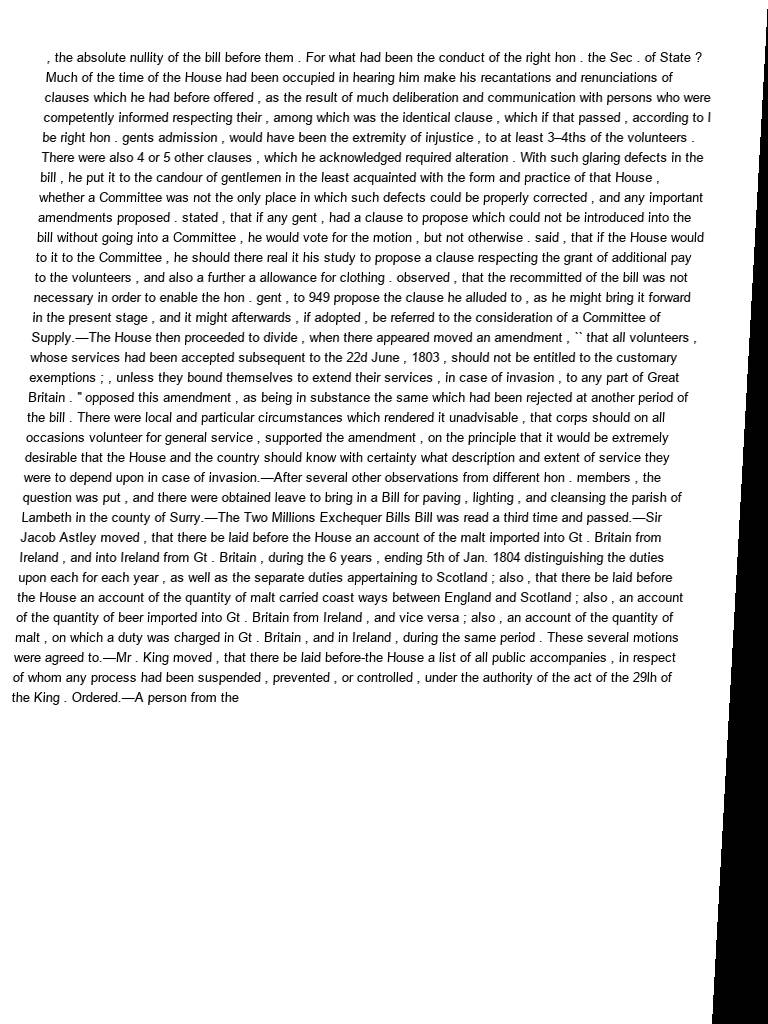 , the absolute nullity of the bill before them . For what had been the conduct of the right hon . the Sec . of State ?
Much of the time of the House had been occupied in hearing him make his recantations and renunciations of
clauses which he had before offered , as the result of much deliberation and communication with persons who were
competently informed respecting their , among which was the identical clause , which if that passed , according to I
be right hon . gents admission , would have been the extremity of injustice , to at least 3–4ths of the volunteers .
There were also 4 or 5 other clauses , which he acknowledged required alteration . With such glaring defects in the
bill , he put it to the candour of gentlemen in the least acquainted with the form and practice of that House ,
whether a Committee was not the only place in which such defects could be properly corrected , and any important
amendments proposed . stated , that if any gent , had a clause to propose which could not be introduced into the
bill without going into a Committee , he would vote for the motion , but not otherwise . said , that if the House would
to it to the Committee , he should there real it his study to propose a clause respecting the grant of additional pay
to the volunteers , and also a further a allowance for clothing . observed , that the recommitted of the bill was not
necessary in order to enable the hon . gent , to 949 propose the clause he alluded to , as he might bring it forward
in the present stage , and it might afterwards , if adopted , be referred to the consideration of a Committee of
Supply.—The House then proceeded to divide , when there appeared moved an amendment , `` that all volunteers ,
whose services had been accepted subsequent to the 22d June , 1803 , should not be entitled to the customary
exemptions ; , unless they bound themselves to extend their services , in case of invasion , to any part of Great
Britain . " opposed this amendment , as being in substance the same which had been rejected at another period of
the bill . There were local and particular circumstances which rendered it unadvisable , that corps should on all
occasions volunteer for general service , supported the amendment , on the principle that it would be extremely
desirable that the House and the country should know with certainty what description and extent of service they
were to depend upon in case of invasion.—After several other observations from different hon . members , the
question was put , and there were obtained leave to bring in a Bill for paving , lighting , and cleansing the parish of
Lambeth in the county of Surry.—The Two Millions Exchequer Bills Bill was read a third time and passed.—Sir
Jacob Astley moved , that there be laid before the House an account of the malt imported into Gt . Britain from
Ireland , and into Ireland from Gt . Britain , during the 6 years , ending 5th of Jan. 1804 distinguishing the duties
upon each for each year , as well as the separate duties appertaining to Scotland ; also , that there be laid before
the House an account of the quantity of malt carried coast ways between England and Scotland ; also , an account
of the quantity of beer imported into Gt . Britain from Ireland , and vice versa ; also , an account of the quantity of
malt , on which a duty was charged in Gt . Britain , and in Ireland , during the same period . These several motions
were agreed to.—Mr . King moved , that there be laid before-the House a list of all public accompanies , in respect
of whom any process had been suspended , prevented , or controlled , under the authority of the act of the 29lh of
the King . Ordered.—A person from the